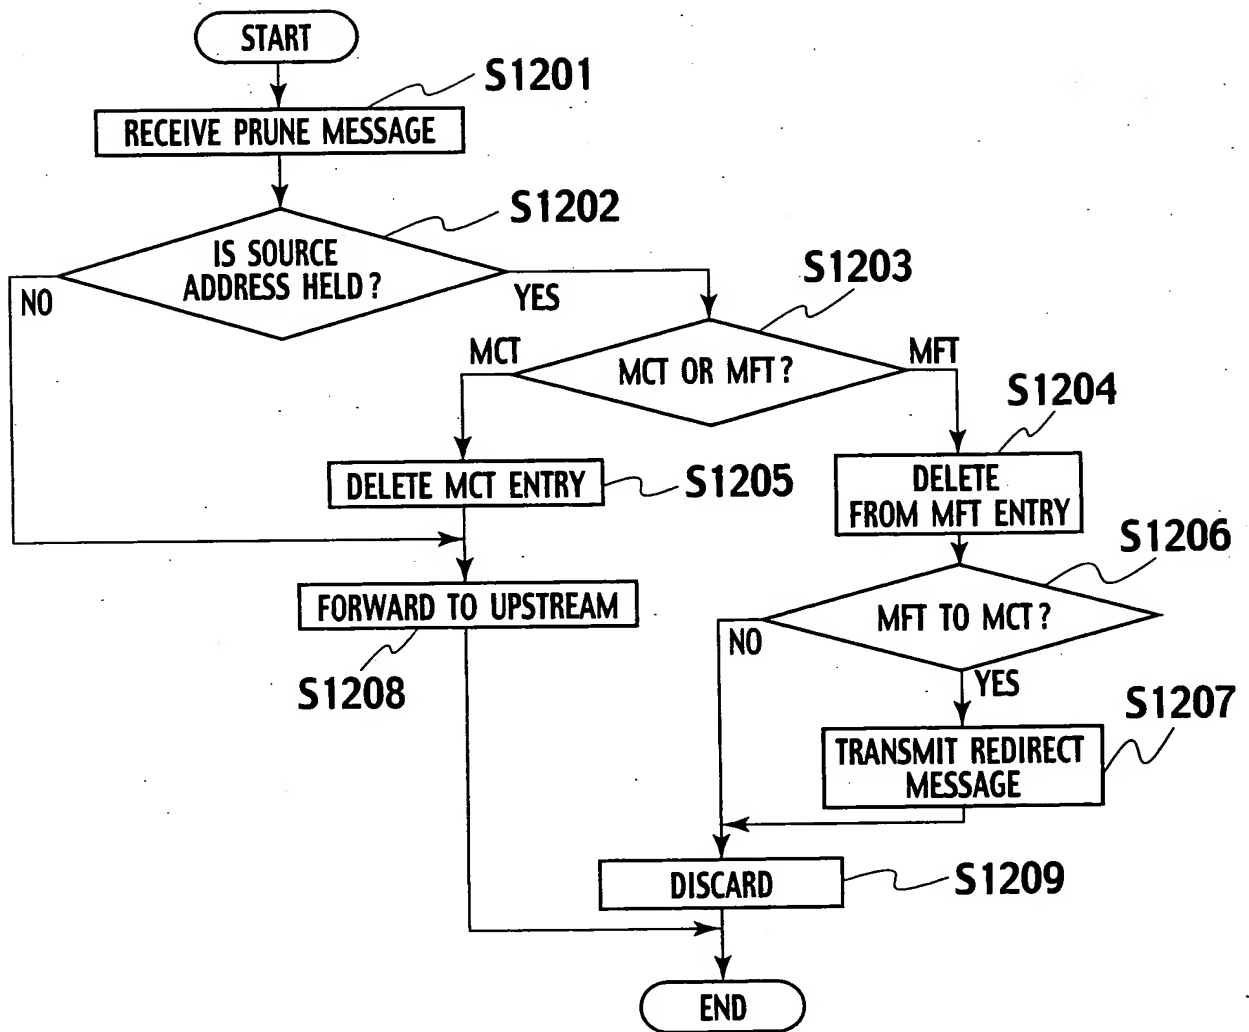 START
S1201
RECEIVE PRUNE MESSAGE
S1202
IS SOURCE
ADDRESS HELD?
NO
YES
S1203
MCT
MCT OR MFT?
MFT
S1204
DELETE MCT ENTRY
S1205
DELETE
FROM MFT ENTRY
S1206
FORWARD TO UPSTREAM
MFT TO MCT?
NO
S1208
YES
S1207
TRANSMIT REDIRECT
MESSAGE
DISCARD
S1209
END